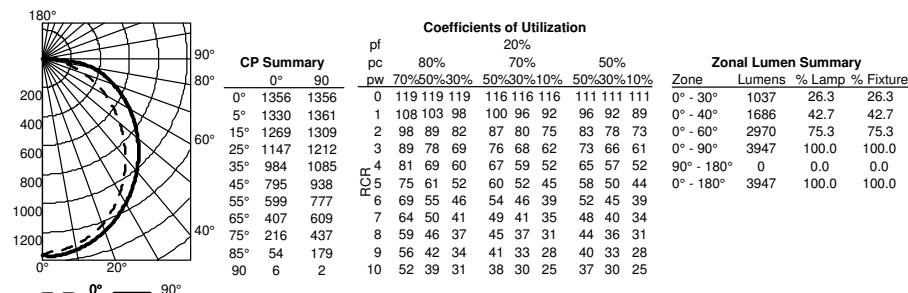 180°
90°
80°
60°
40°
200
400
600
800
1000
1200
0°
20°
0°
90°
CP Summary
0° 90
0° 1356 1356
5° 1330 1361
15° 1269 1309
25° 1147 1212
35° 984 1085
45° 795 938
55° 599 777
65° 407 609
75° 216 437
85° 54 179
90 6 2
Coefficients of Utilization
pf 20%
pc 80% 70% 50%
pw 70%50%30% 50%30%10% 50%30%10%
RCR
0 119 119 119 116 116 116 111 111 111
1 108 103 98 100 96 92 96 92 89
2 98 89 82 87 80 75 83 78 73
3 89 78 69 76 68 62 73 66 61
4 81 69 60 67 59 52 65 57 52
5 75 61 52 60 52 45 58 50 44
6 69 55 46 54 46 39 52 45 39
7 64 50 41 49 41 35 48 40 34
8 59 46 37 45 37 31 44 36 31
9 56 42 34 41 33 28 40 33 28
10 52 39 31 38 30 25 37 30 25
Zonal Lumen Summary
Zone Lumens % Lamp % Fixture
0° - 30° 1037 26.3 26.3
0° - 40° 1686 42.7 42.7
0° - 60° 2970 75.3 75.3
0° - 90° 3947 100.0 100.0
90° - 180° 0 0.0 0.0
0° - 180° 3947 100.0 100.0